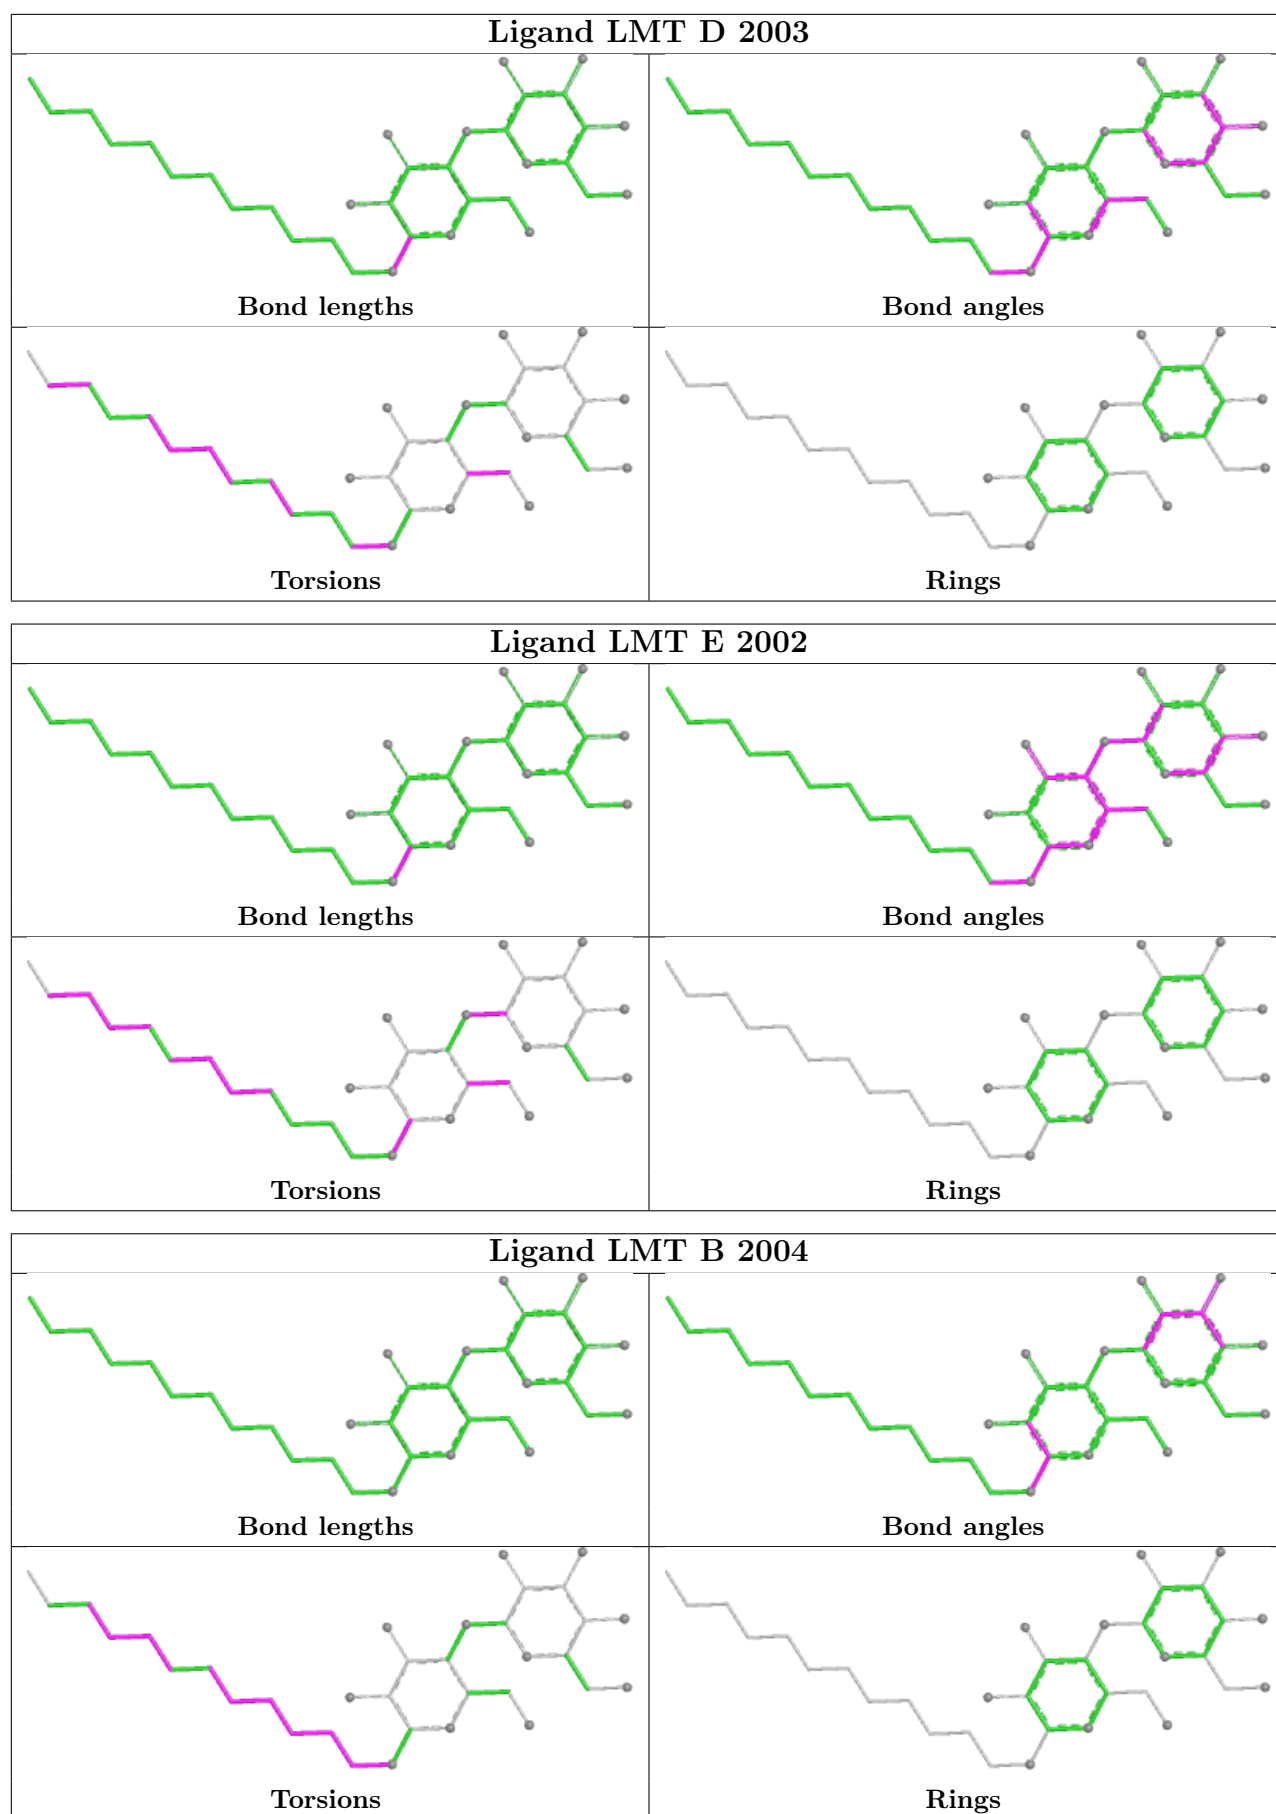 Ligand LMT D 2003
Bond lengths
Bond angles
Torsions
Rings
Ligand LMT E 2002
Bond lengths
Bond angles
Torsions
Rings
Ligand LMT B 2004
Bond lengths
Bond angles
Torsions
Rings